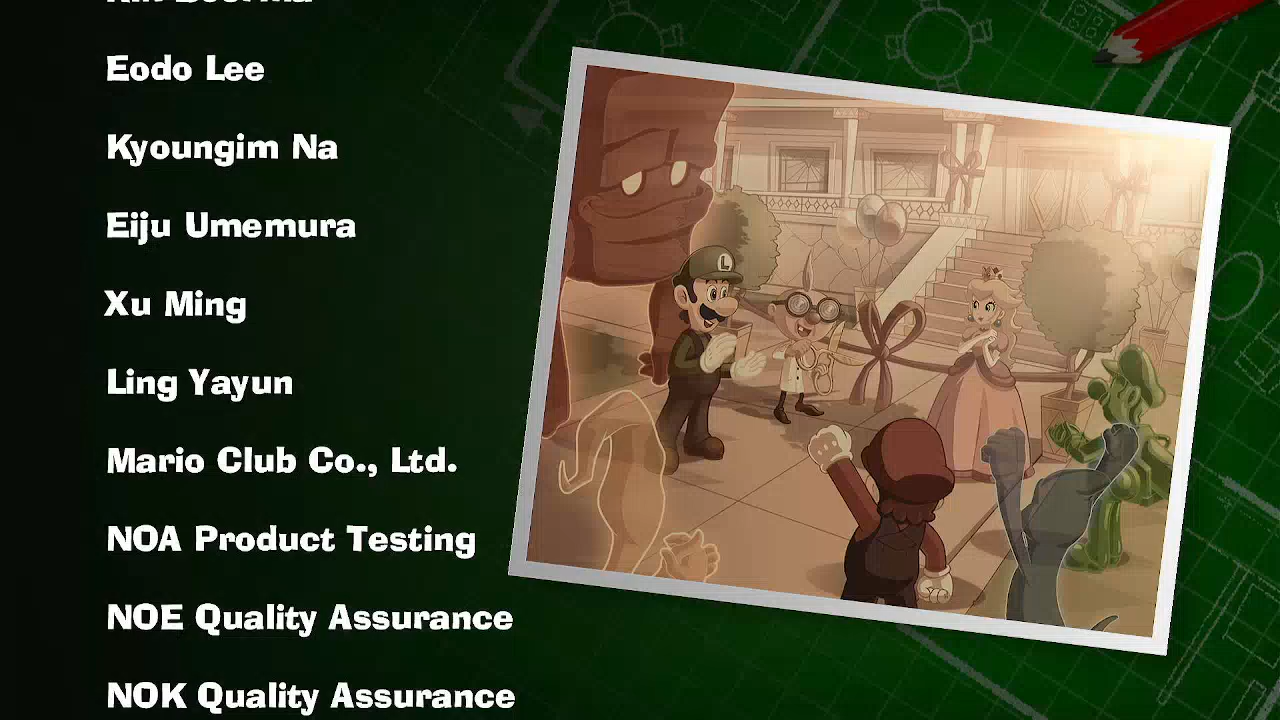 Eodo Lee
Kyoungim Na
Eiju Umemura
Xu Ming
Ling Yayun
Mario Club Co., Ltd.
NOA Product Testing
NOE Quality Assurance
NOK Quality Assurance
L